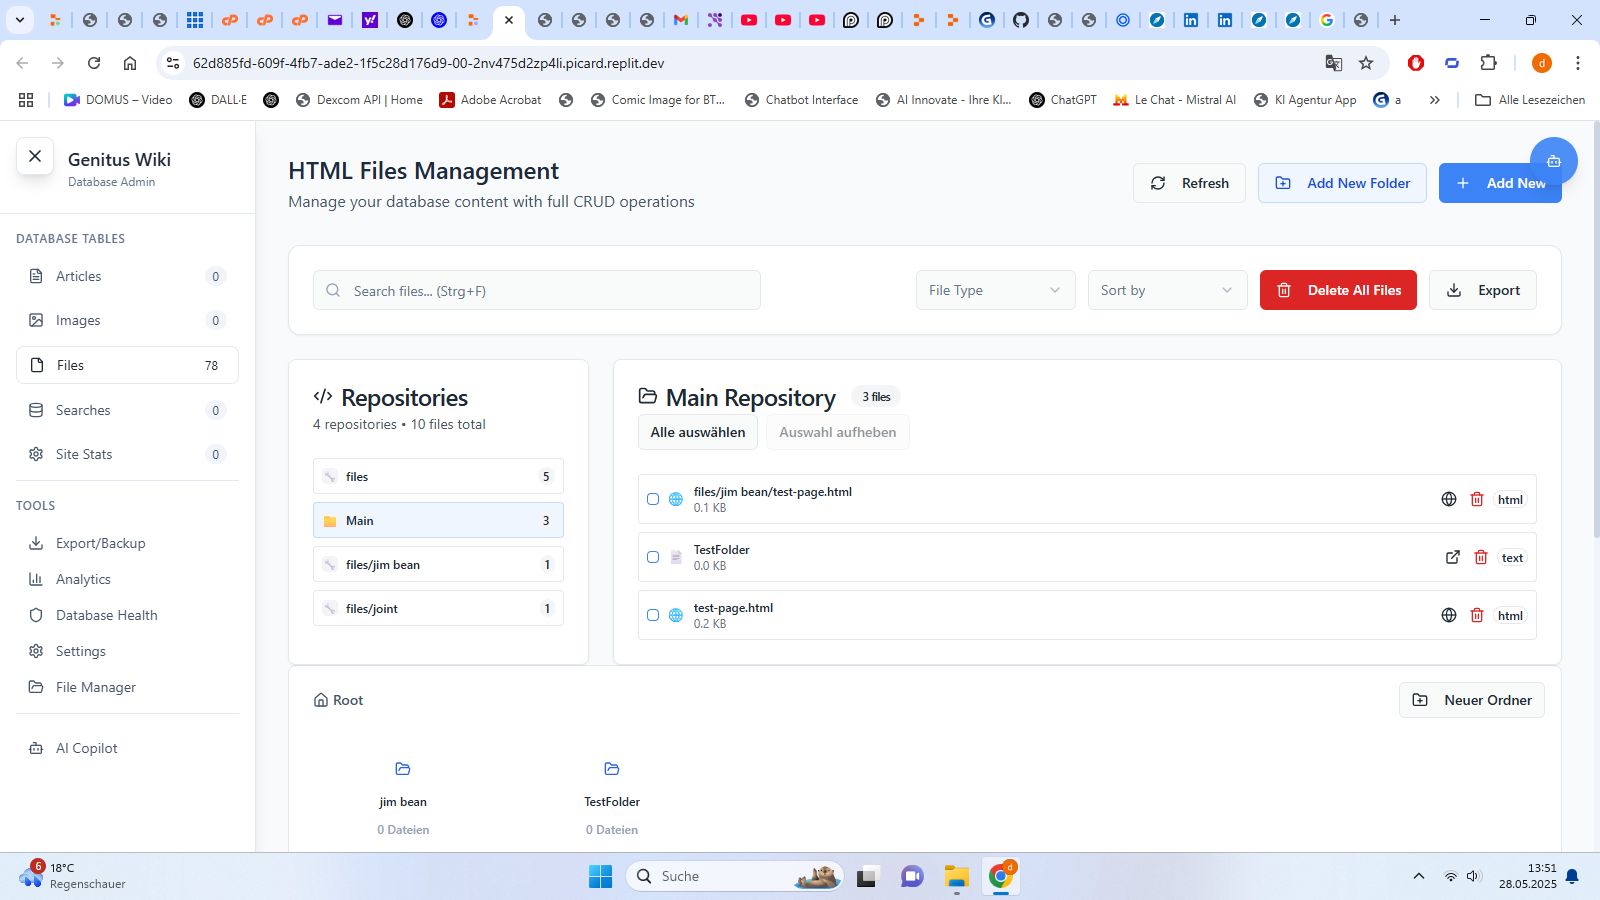 62d885fd-609f-4fb7-ade2-1f5c28d176d9-00-2nv475d2zp4li.picard.replit.dev
DOMUS – Video
DALL·E
Dexcom API | Home
Adobe Acrobat
Comic Image for BT...
Chatbot Interface
AI Innovate - Ihre KI...
ChatGPT
Le Chat - Mistral AI
KI Agentur App
a
Alle Lesezeichen
Genitus Wiki
Database Admin
DATABASE TABLES
Articles 0
Images 0
Files 78
Searches 0
Site Stats 0
TOOLS
Export/Backup
Analytics
Database Health
Settings
File Manager
AI Copilot
HTML Files Management
Manage your database content with full CRUD operations
Refresh
Add New Folder
Add New
Search files... (Strg+F)
File Type
Sort by
Delete All Files
Export
Repositories
4 repositories • 10 files total
files 5
Main 3
files/jim bean 1
files/joint 1
Main Repository 3 files
Alle auswählen
Auswahl aufheben
files/jim bean/test-page.html
0.1 KB
html
TestFolder
0.0 KB
text
test-page.html
0.2 KB
html
Root
Neuer Ordner
jim bean
0 Dateien
TestFolder
0 Dateien
6
18°C
Regenschauer
Suche
d
13:51
28.05.2025